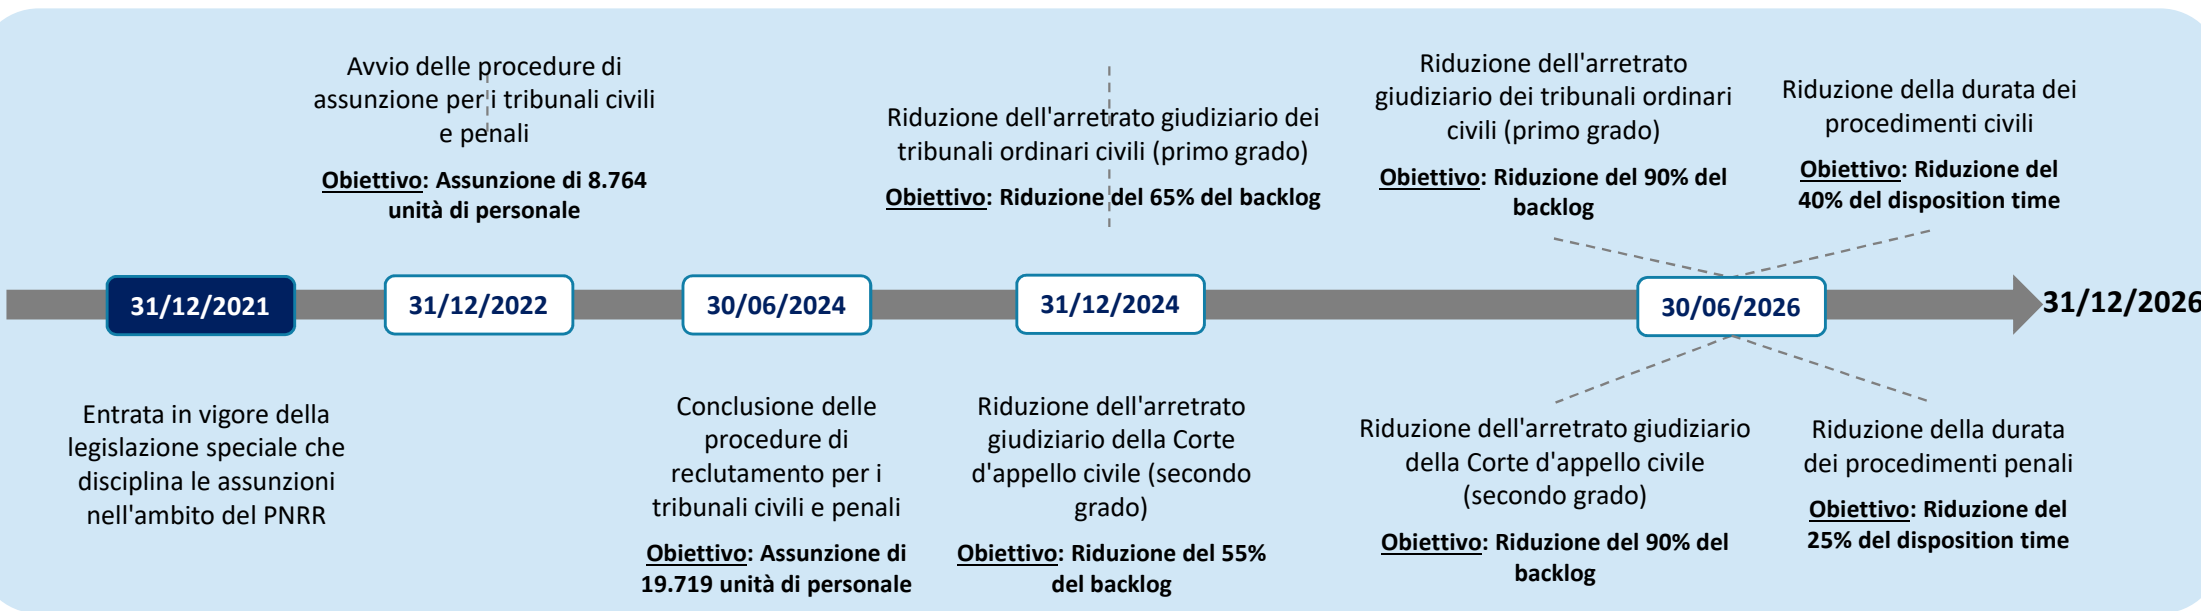 Avvio delle procedure di
assunzione per i tribunali civili
e penali
Obiettivo: Assunzione di 8.764
unità di personale
Riduzione dell'arretrato giudiziario dei
tribunali ordinari civili (primo grado)
Obiettivo: Riduzione del 65% del backlog
Riduzione dell'arretrato
giudiziario dei tribunali ordinari
civili (primo grado)
Obiettivo: Riduzione del 90% del
backlog
Riduzione della durata dei
procedimenti civili
Obiettivo: Riduzione del
40% del disposition time
31/12/2021
31/12/2022
30/06/2024
31/12/2024
30/06/2026
31/12/2026
Entrata in vigore della
legislazione speciale che
disciplina le assunzioni
nell'ambito del PNRR
Conclusione delle
procedure di
reclutamento per i
tribunali civili e penali
Obiettivo: Assunzione di
19.719 unità di personale
Riduzione dell'arretrato
giudiziario della Corte
d'appello civile (secondo
grado)
Obiettivo: Riduzione del 55%
del backlog
Riduzione dell'arretrato giudiziario
della Corte d'appello civile
(secondo grado)
Obiettivo: Riduzione del 90% del
backlog
Riduzione della durata
dei procedimenti penali
Obiettivo: Riduzione del
25% del disposition time